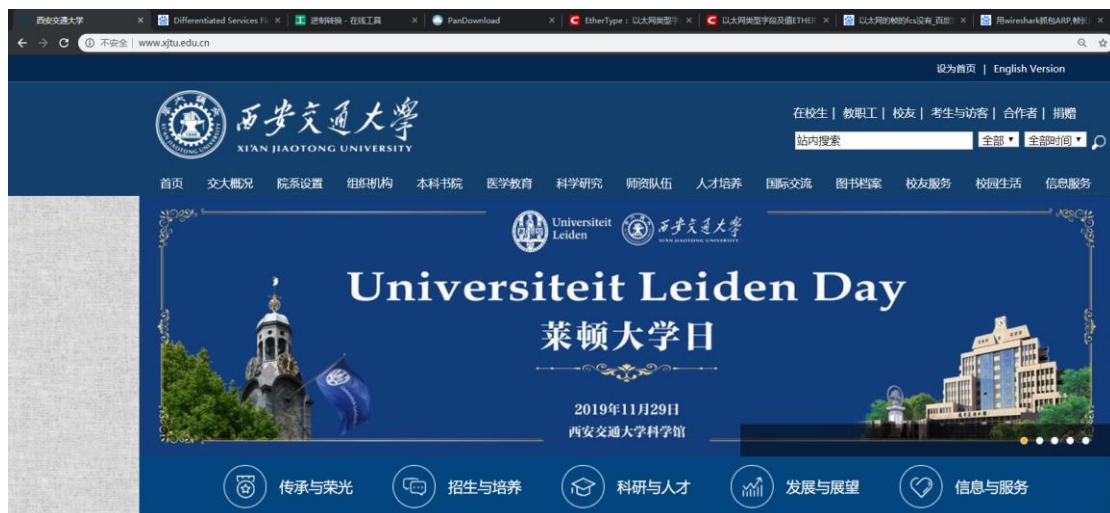 西安交通大学
Differentiated Services Fi
进制转换 - 在线工具
PanDownload
EtherType：以太网类型字
以太网类型字段及值ETHER
以太网的帧的fcs没有_百度
用wireshark抓包ARP,帧长
不安全 | www.xjtu.edu.cn
设为首页 | English Version
西安交通大學
XI'AN JIAOTONG UNIVERSITY
在校生 | 教职工 | 校友 | 考生与访客 | 合作者 | 捐赠
站内搜索 全部 全部时间
首页 交大概况 院系设置 组织机构 本科书院 医学教育 科学研究 师资队伍 人才培养 国际交流 图书档案 校友服务 校园生活 信息服务
Universiteit
Leiden
西安交通大学
XI'AN JIAOTONG UNIVERSITY
Universiteit Leiden Day
莱顿大学日
2019年11月29日
西安交通大学科学馆
传承与荣光 招生与培养 科研与人才 发展与展望 信息与服务